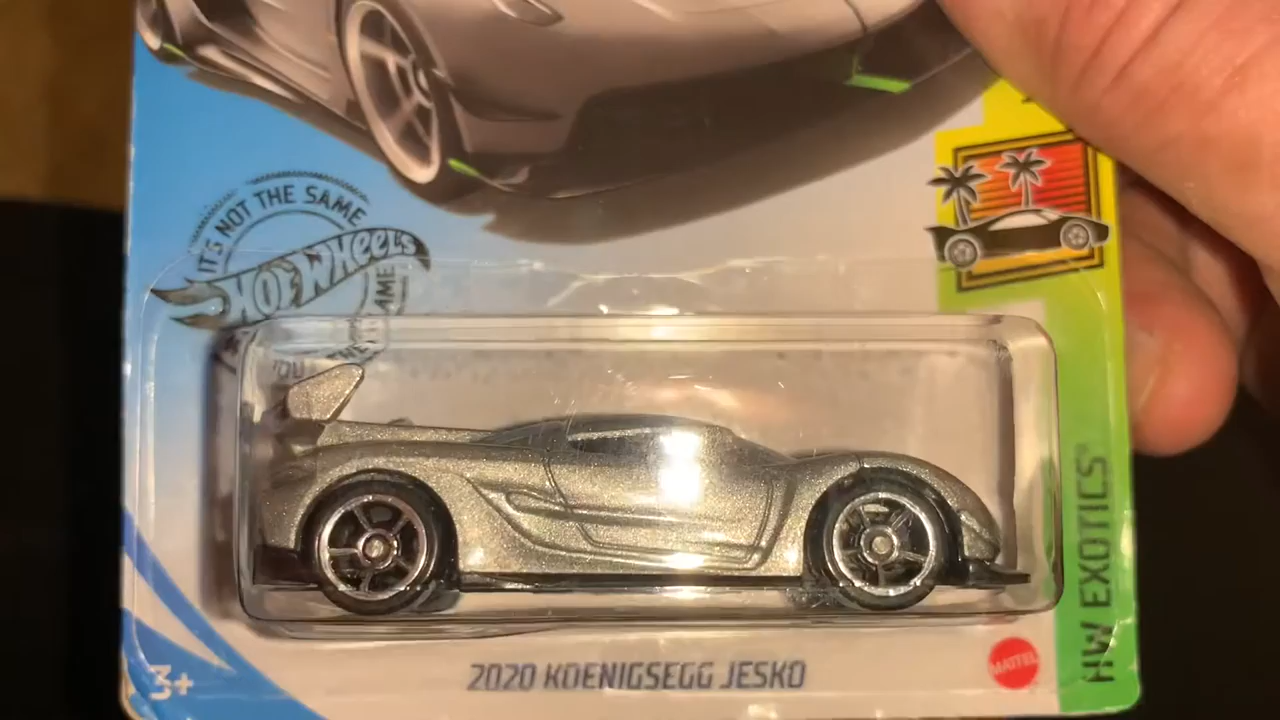 IT'S NOT THE SAME
HOT WHEELS
HW EXOTICS
2020 KOENIGSEGG JESKO
MATTEL
3+